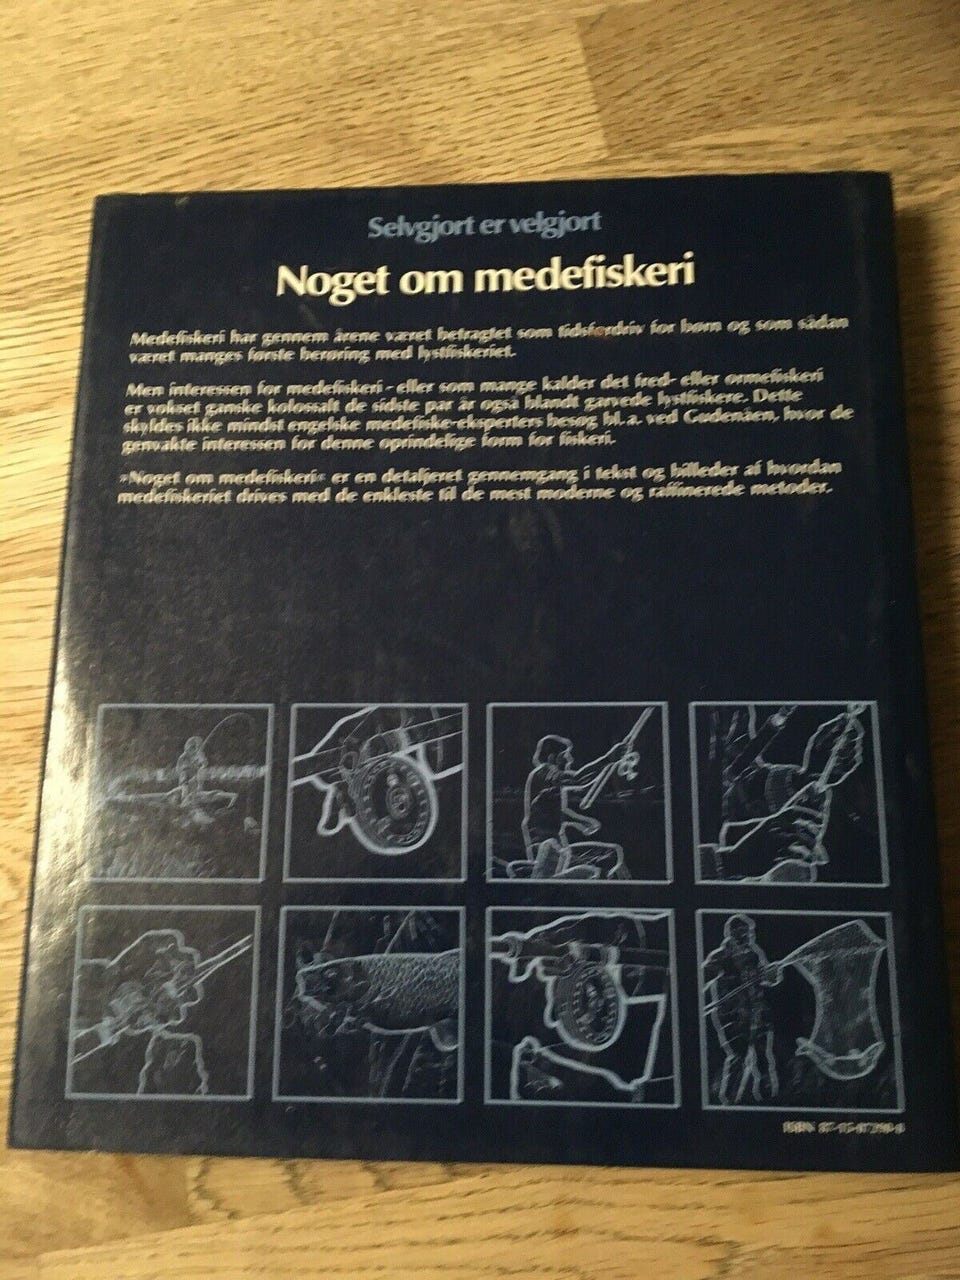 Selvgjort er velgjort
Noget om medefiskeri
Medefiskeri har gennem årene været betragtet som tidsfordriv for børn og som sådan
været manges første berøring med lystfiskeriet.
Men interessen for medefiskeri - eller som mange kalder det fred- eller ormefiskeri
er vokset ganske kolossalt de sidste par år også blandt garvede lystfiskere. Dette
skyldes ikke mindst engelske medefiske-eksperters besøg bl.a. ved Gudenåen, hvor de
genvakte interessen for denne oprindelige form for fiskeri.
»Noget om medefiskeri« er en detaljeret gennemgang i tekst og billeder af hvordan
medefiskeriet drives med de enkleste til de mest moderne og raffinerede metoder.
ISBN